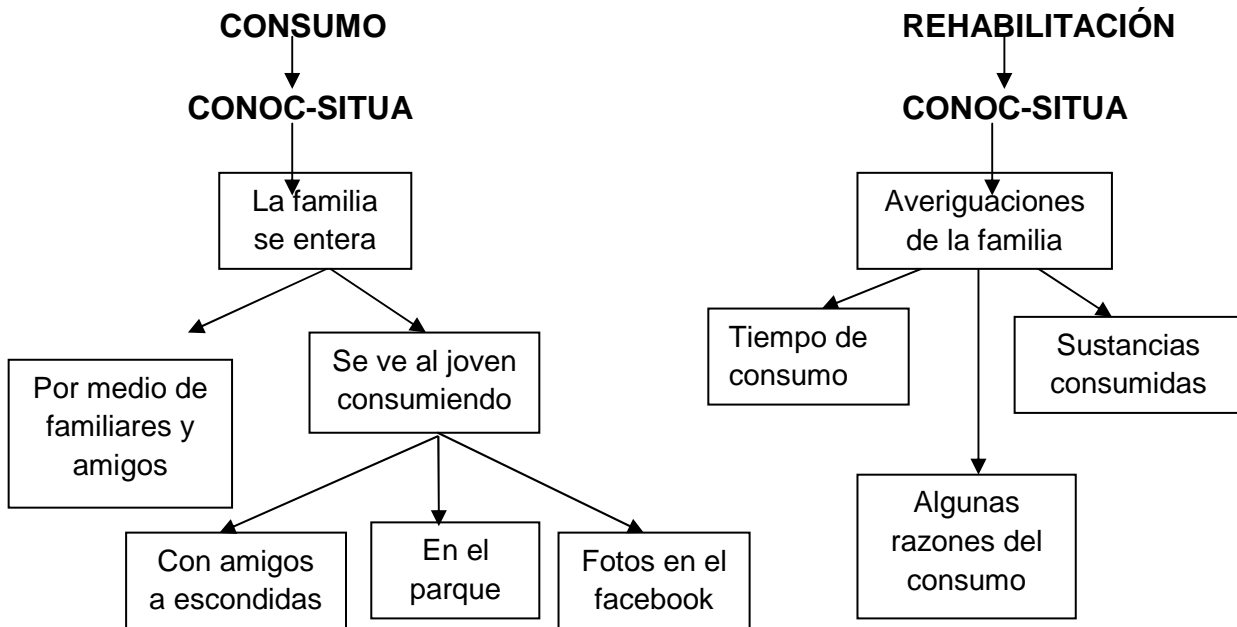 CONSUMO
CONOC-SITUA
La familia
se entera
Por medio de
familiares y
amigos
Se ve al joven
consumiendo
Con amigos
a escondidas
En el
parque
Fotos en el
facebook
REHABILITACIÓN
CONOC-SITUA
Averiguaciones
de la familia
Tiempo de
consumo
Sustancias
consumidas
Algunas
razones del
consumo